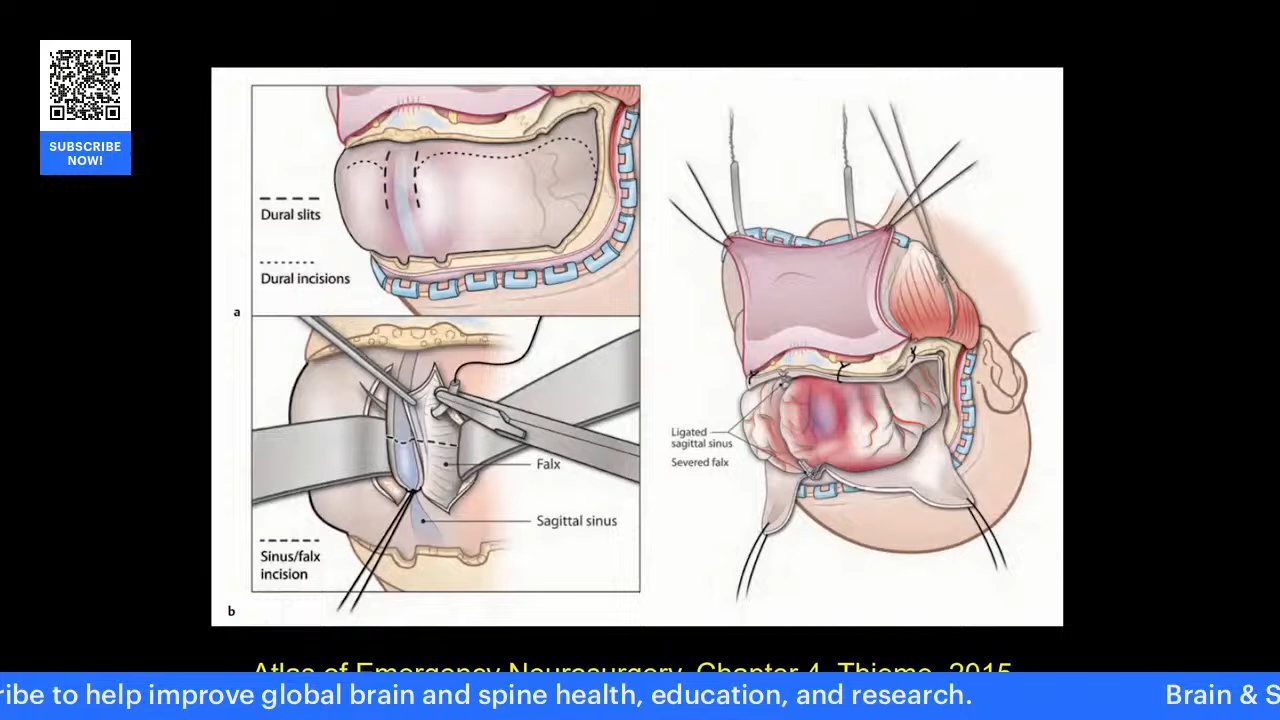 SUBSCRIBE
NOW!
Dural slits
Dural incisions
a
Falx
Sagittal sinus
Sinus/falx
incision
b
Ligated
sagittal sinus
Severed falx
Atlas of Emergency Neurosurgery, Chapter 4, Thieme, 2015
ribe to help improve global brain and spine health, education, and research.
Brain & S